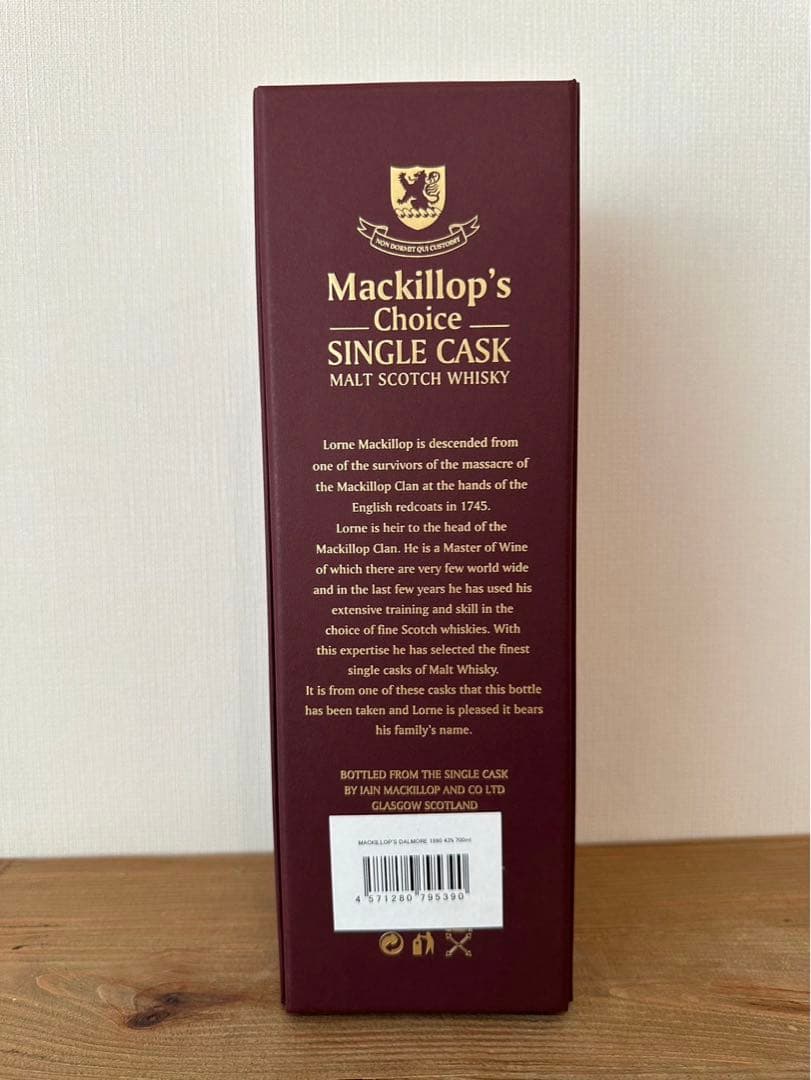 NON DORMIT QUI CUSTODIT
Mackillop's
Choice
SINGLE CASK
MALT SCOTCH WHISKY
Lorne Mackillop is descended from
one of the survivors of the massacre of
the Mackillop Clan at the hands of the
English redcoats in 1745.
Lorne is heir to the head of the
Mackillop Clan. He is a Master of Wine
of which there are very few world wide
and in the last few years he has used his
extensive training and skill in the
choice of fine Scotch whiskies. With
this expertise he has selected the finest
single casks of Malt Whisky.
It is from one of these casks that this bottle
has been taken and Lorne is pleased it bears
his family's name.
BOTTLED FROM THE SINGLE CASK
BY IAIN MACKILLOP AND CO LTD
GLASGOW SCOTLAND
MACKILLOP'S DALMORE 1990 43% 700ml
4 571280 795390